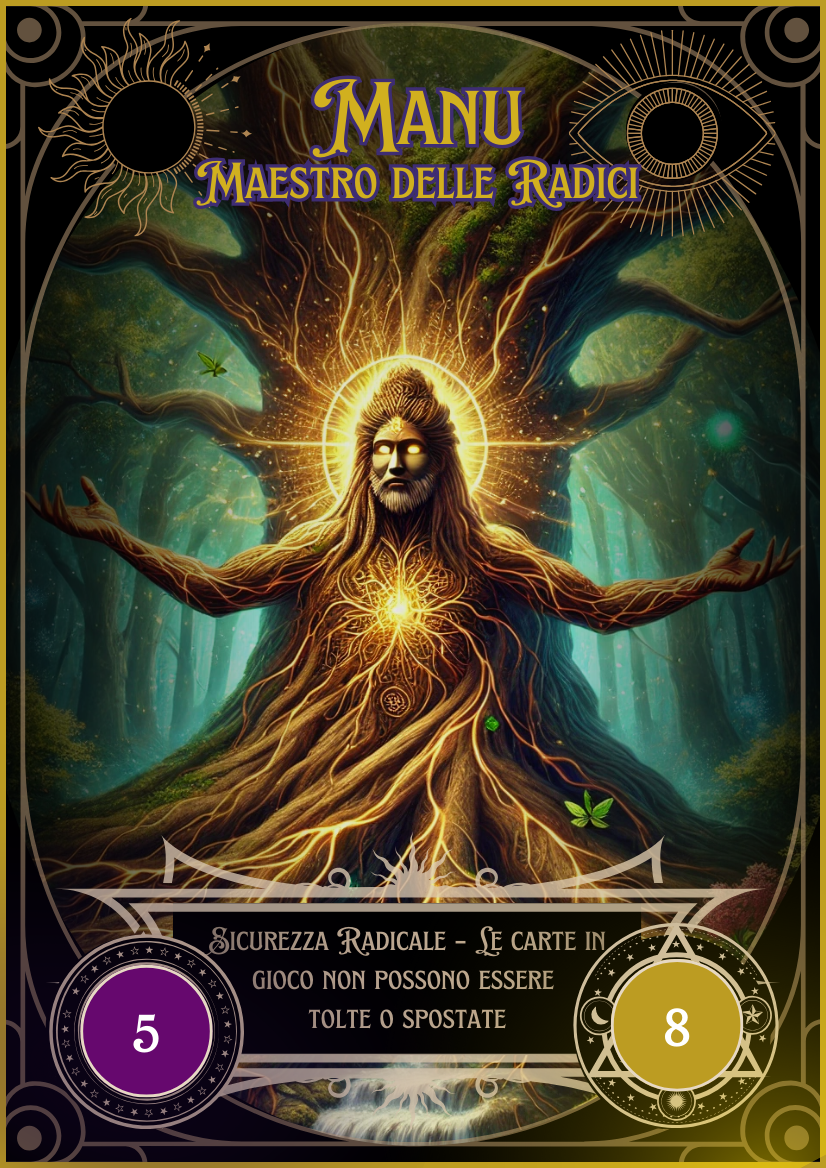 Manu
Maestro delle Radici
Sicurezza Radicale – Le carte in
gioco non possono essere
tolte o spostate
5
8